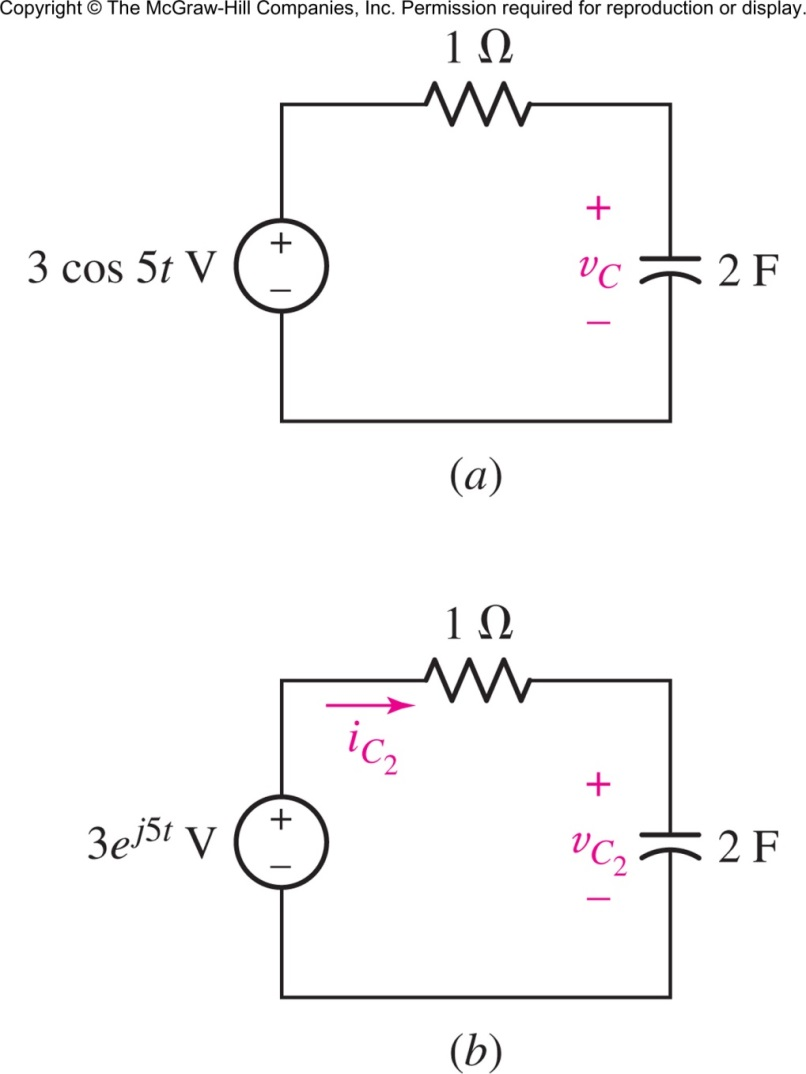 Copyright © The McGraw-Hill Companies, Inc. Permission required for reproduction or display.
1 Ω
+
3 cos 5t V
+
−
v_C
2 F
−
(a)
1 Ω
i_C₂
+
3e^{j5t} V
+
−
v_C₂
2 F
−
(b)